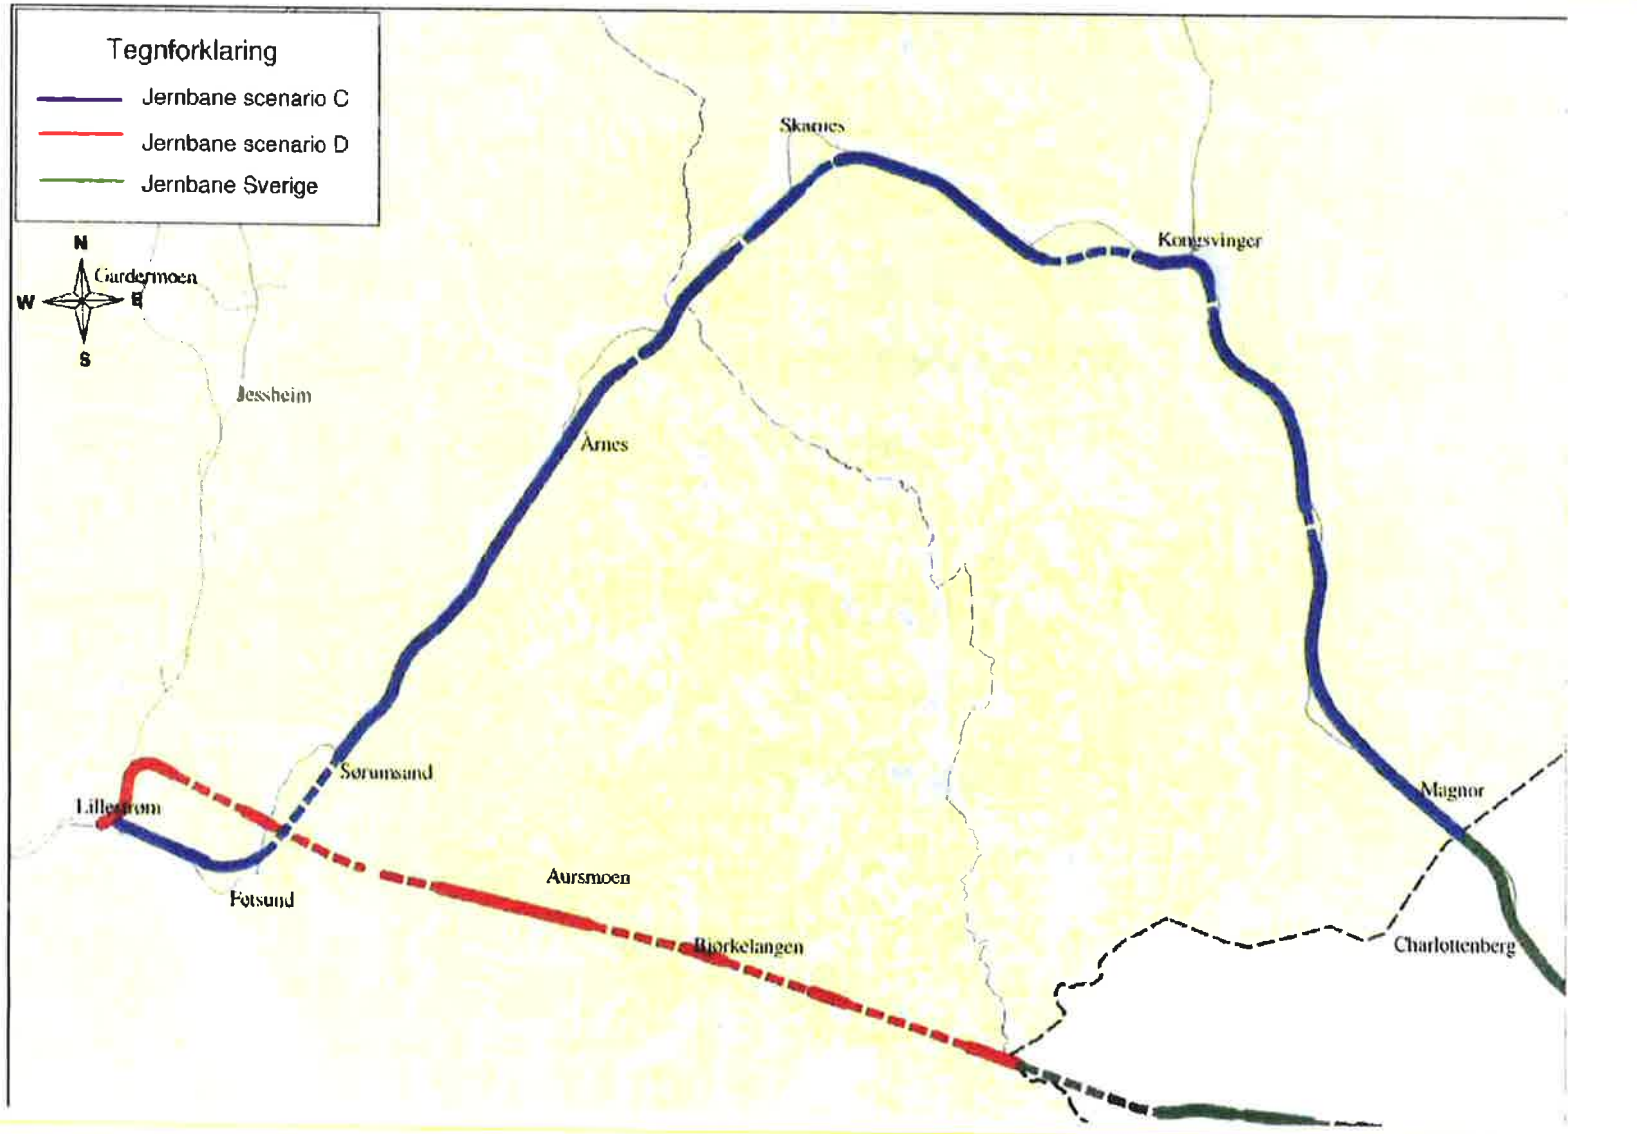 Tegnforklaring
Jernbane scenario C
Jernbane scenario D
Jernbane Sverige
Skarnes
N
Kongsvinger
Gardermoen
W
E
S
Jessheim
Årnes
Sørumsand
Magnor
Lillestrøm
Aursmoen
Fetsund
Bjørkelangen
Charlottenberg